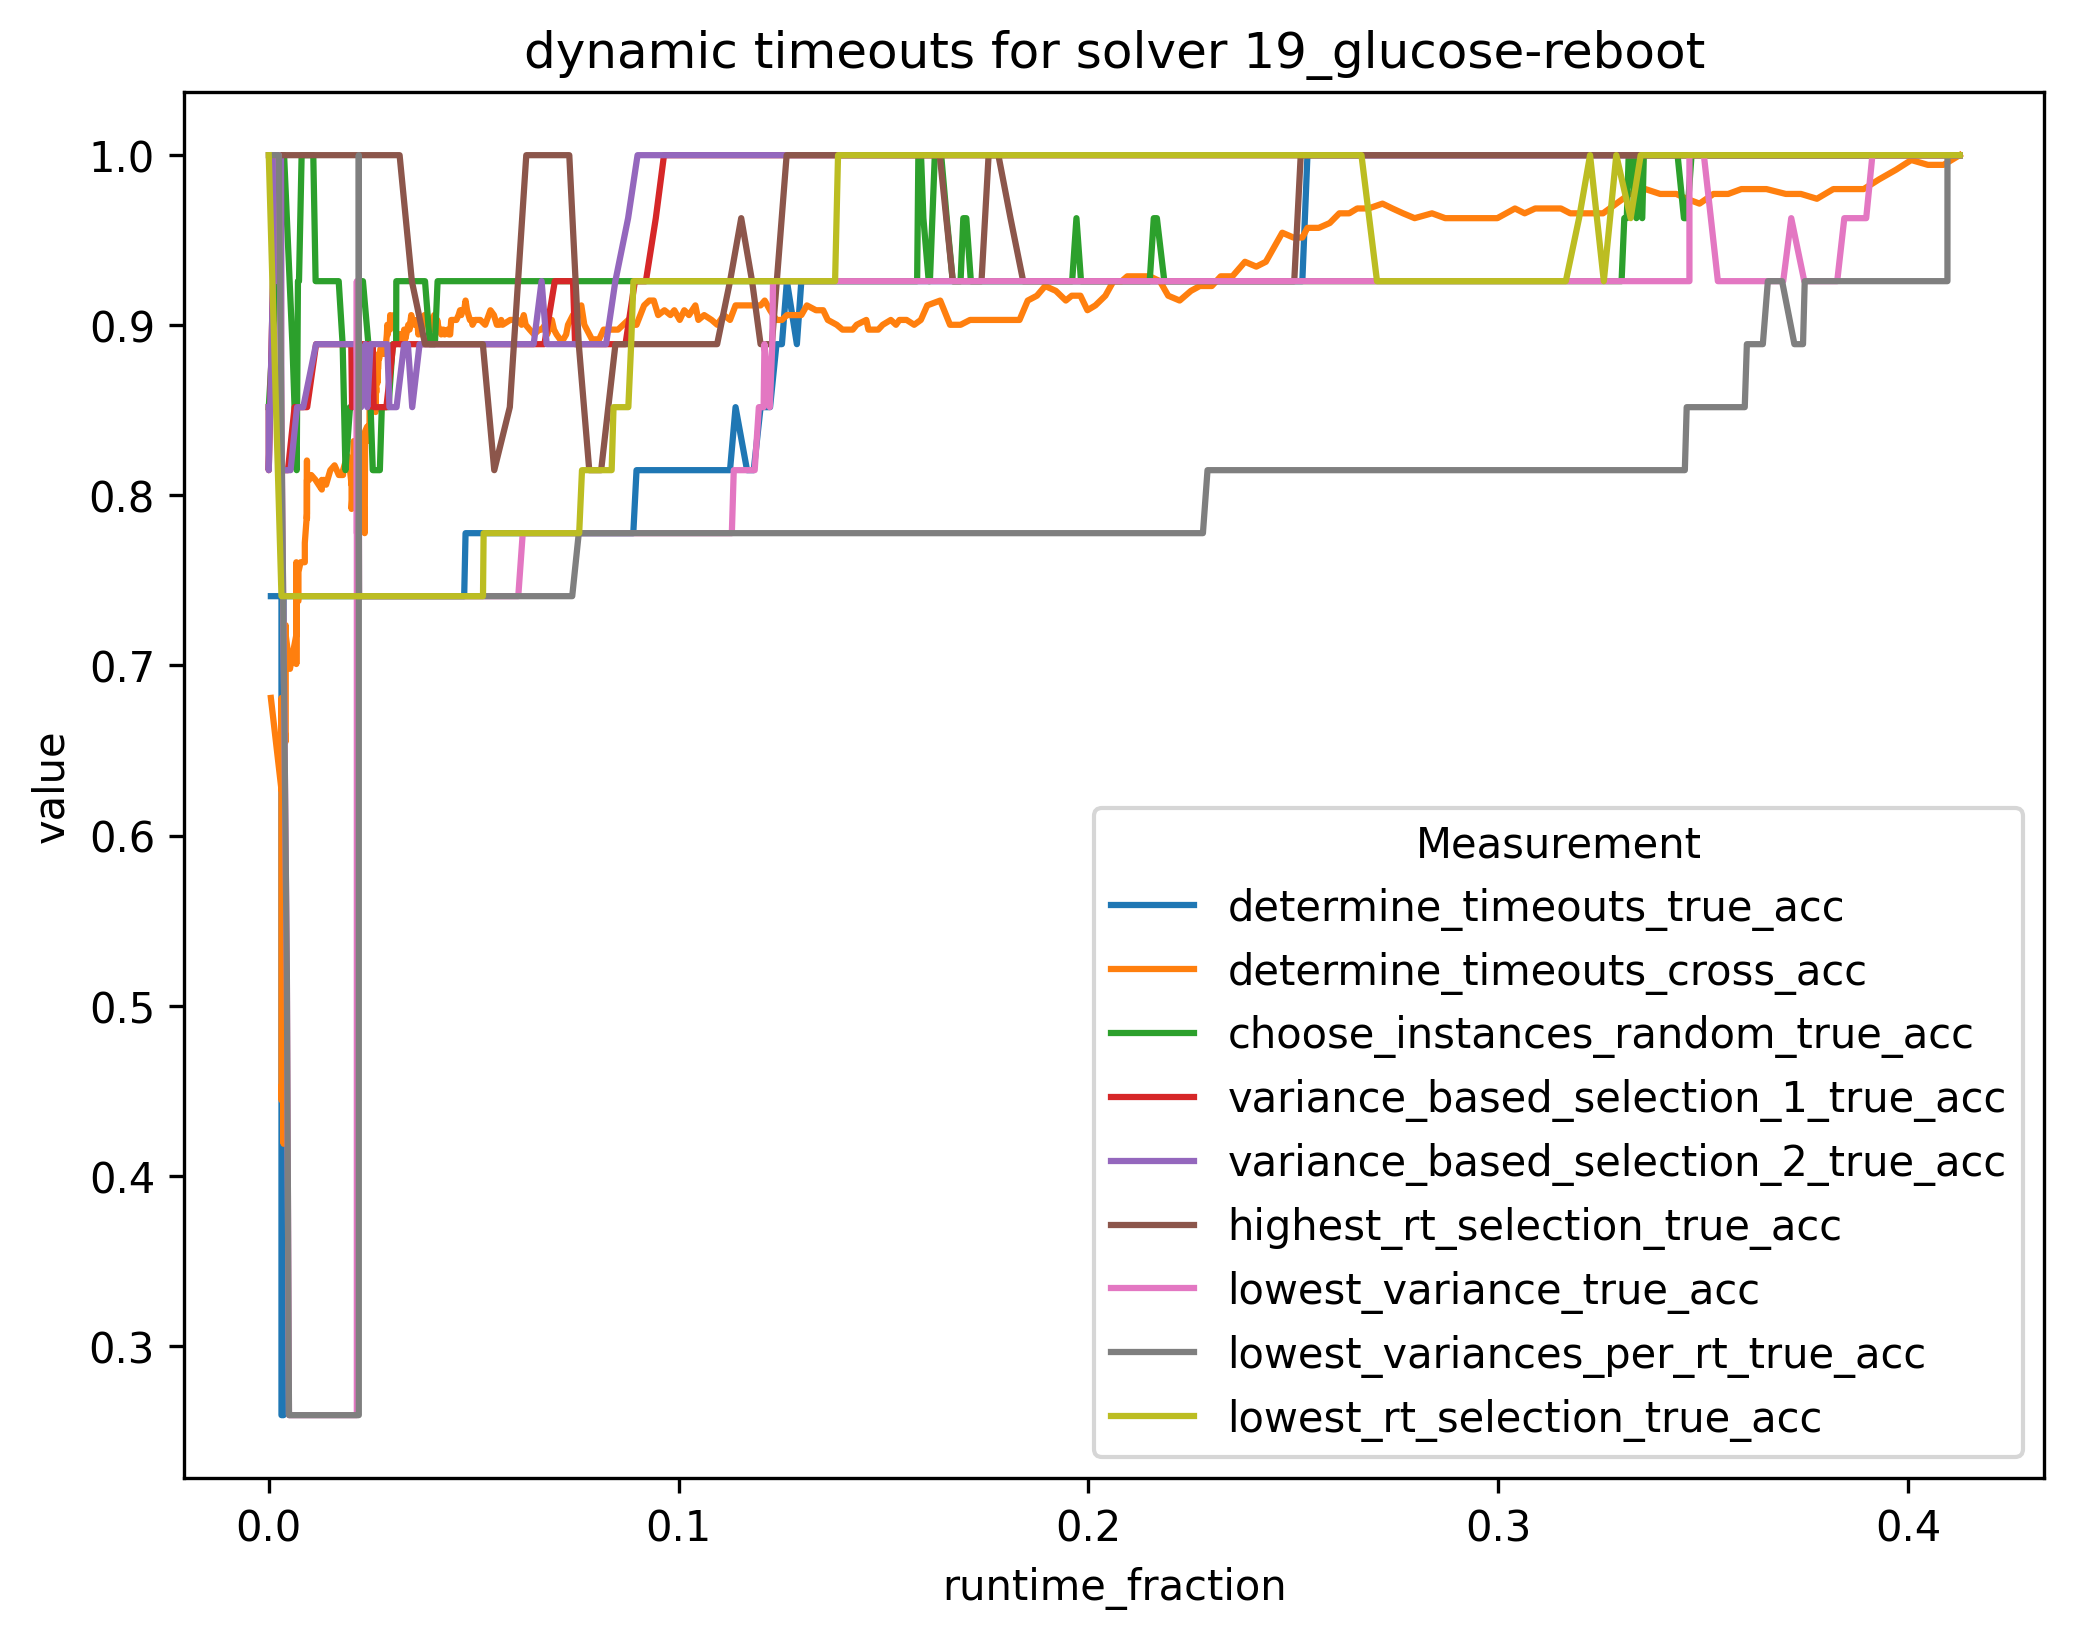 dynamic timeouts for solver 19_glucose-reboot
1.0
0.9
0.8
0.7
0.6
0.5
0.4
0.3
value
Measurement
determine_timeouts_true_acc
determine_timeouts_cross_acc
choose_instances_random_true_acc
variance_based_selection_1_true_acc
variance_based_selection_2_true_acc
highest_rt_selection_true_acc
lowest_variance_true_acc
lowest_variances_per_rt_true_acc
lowest_rt_selection_true_acc
0.0 0.1 0.2 0.3 0.4
runtime_fraction